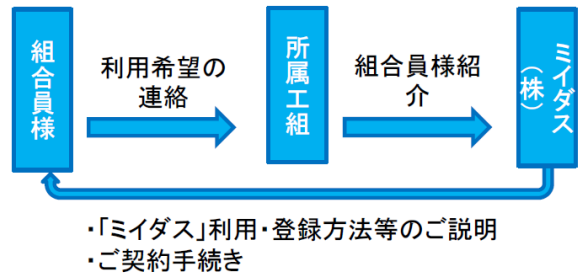 組合員様
利用希望の
連絡
所属工組
組合員様紹
介
ミイダス
(株)
・「ミイダス」利用・登録方法等のご説明
・ご契約手続き